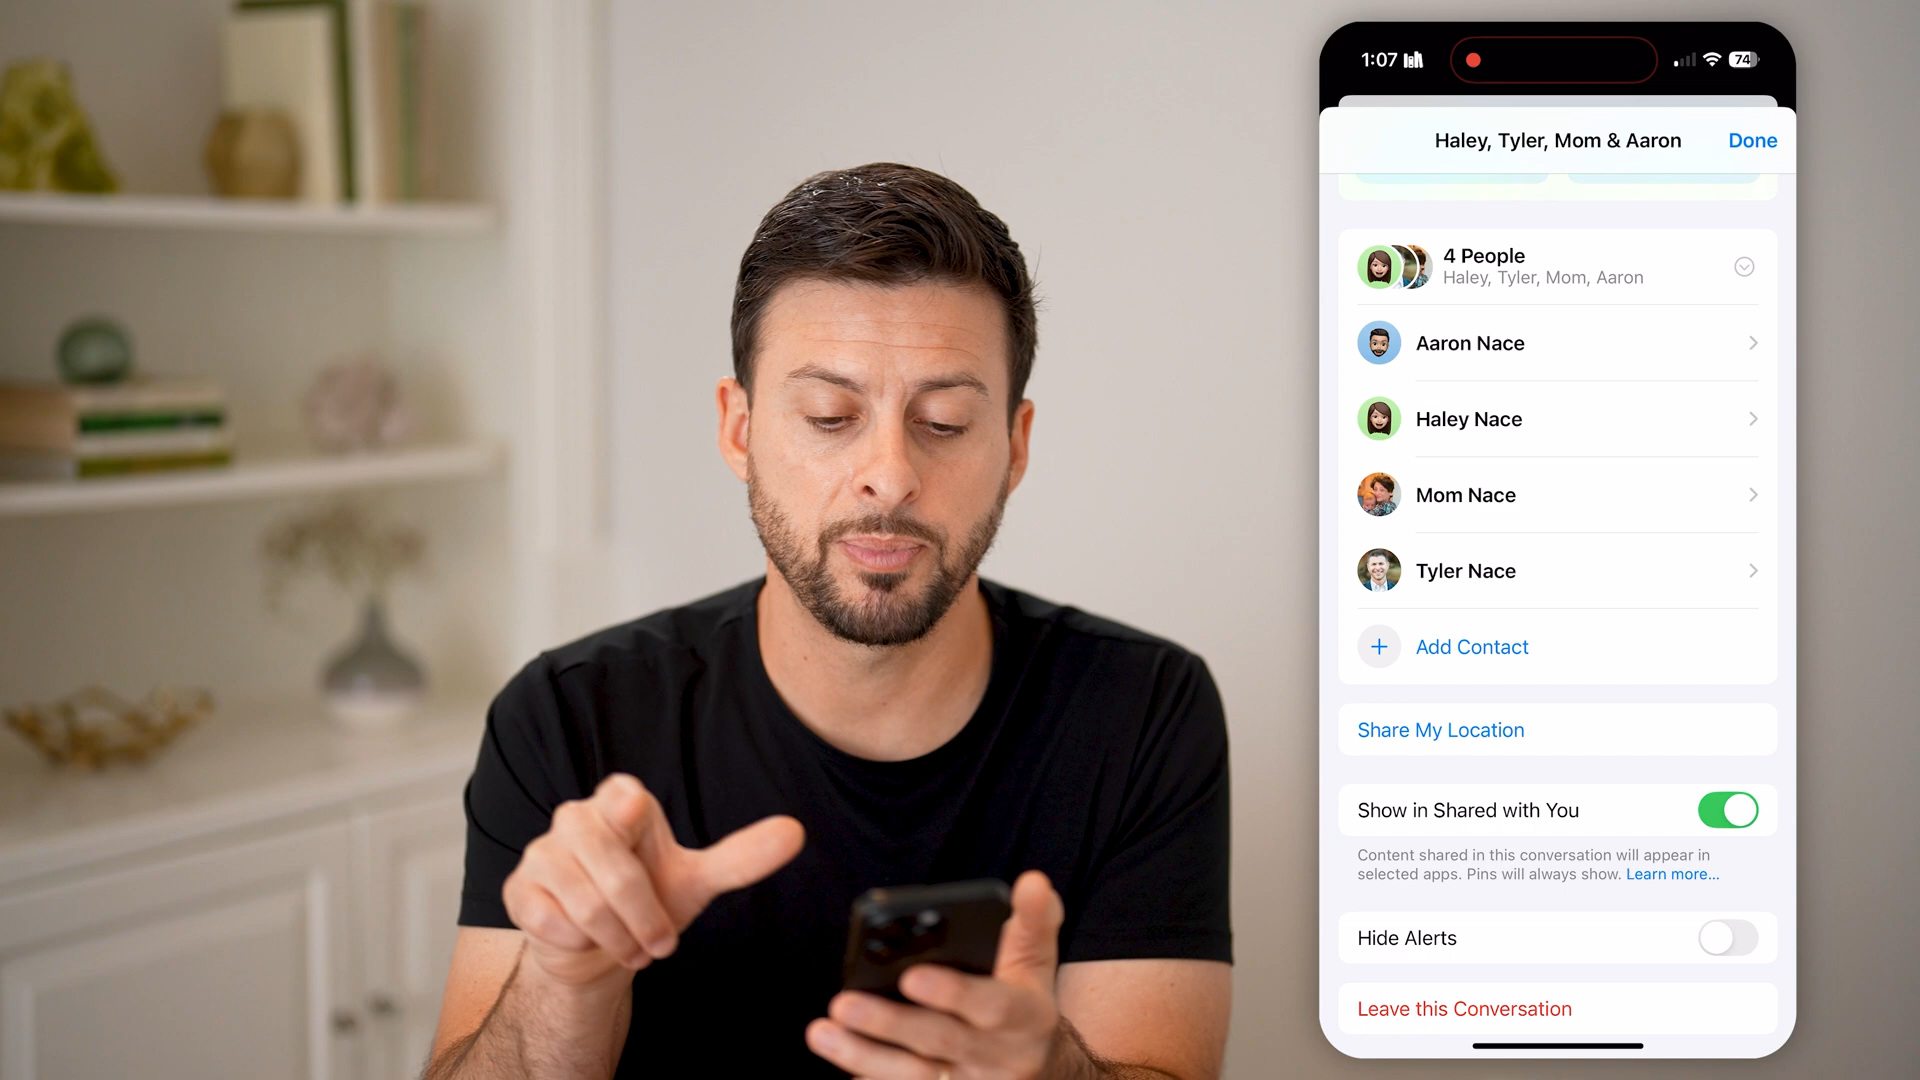 1:07
74
Haley, Tyler, Mom & Aaron
Done
4 People
Haley, Tyler, Mom, Aaron
Aaron Nace
Haley Nace
Mom Nace
Tyler Nace
Add Contact
Share My Location
Show in Shared with You
Content shared in this conversation will appear in
selected apps. Pins will always show. Learn more...
Hide Alerts
Leave this Conversation